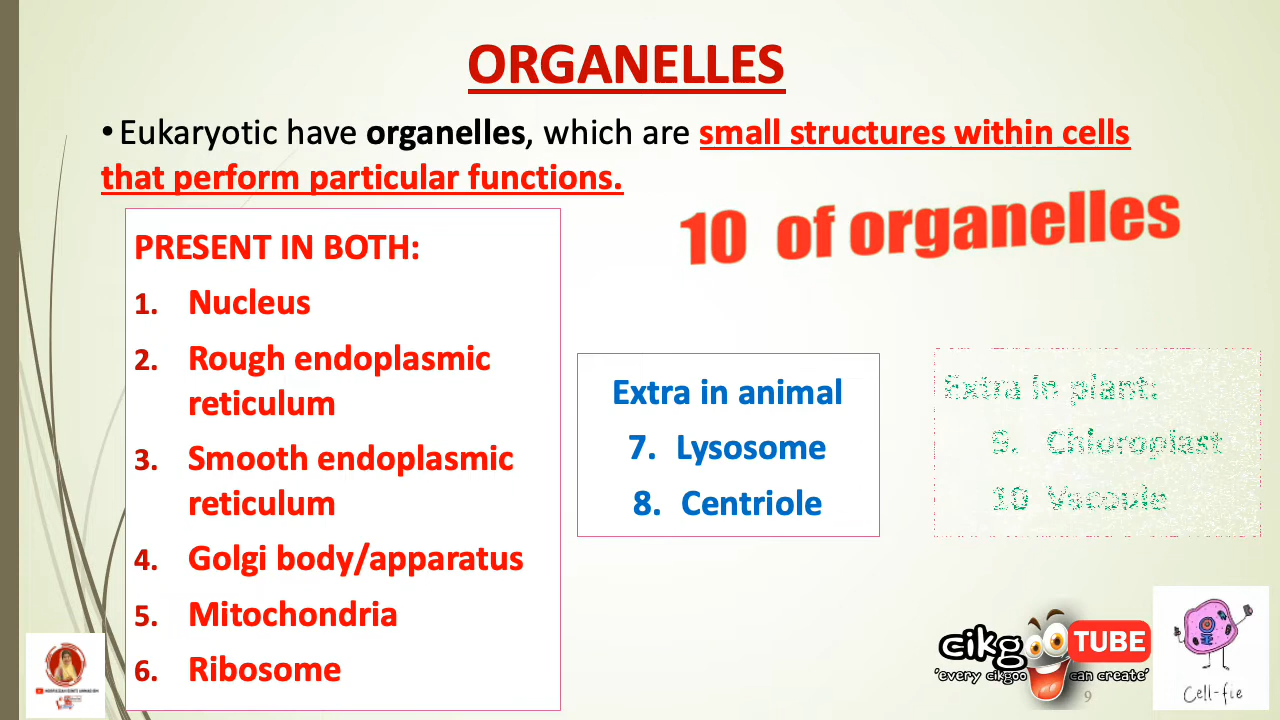 ORGANELLES
•Eukaryotic have organelles, which are small structures within cells
that perform particular functions.
10 of organelles
PRESENT IN BOTH:
1. Nucleus
2. Rough endoplasmic
reticulum
3. Smooth endoplasmic
reticulum
4. Golgi body/apparatus
5. Mitochondria
6. Ribosome
Extra in animal
7. Lysosome
8. Centriole
Extra in plant:
9. Chloroplast
10 Vacoule
cikgoo TUBE
'every cikgoo can create'
9
Cell-fie